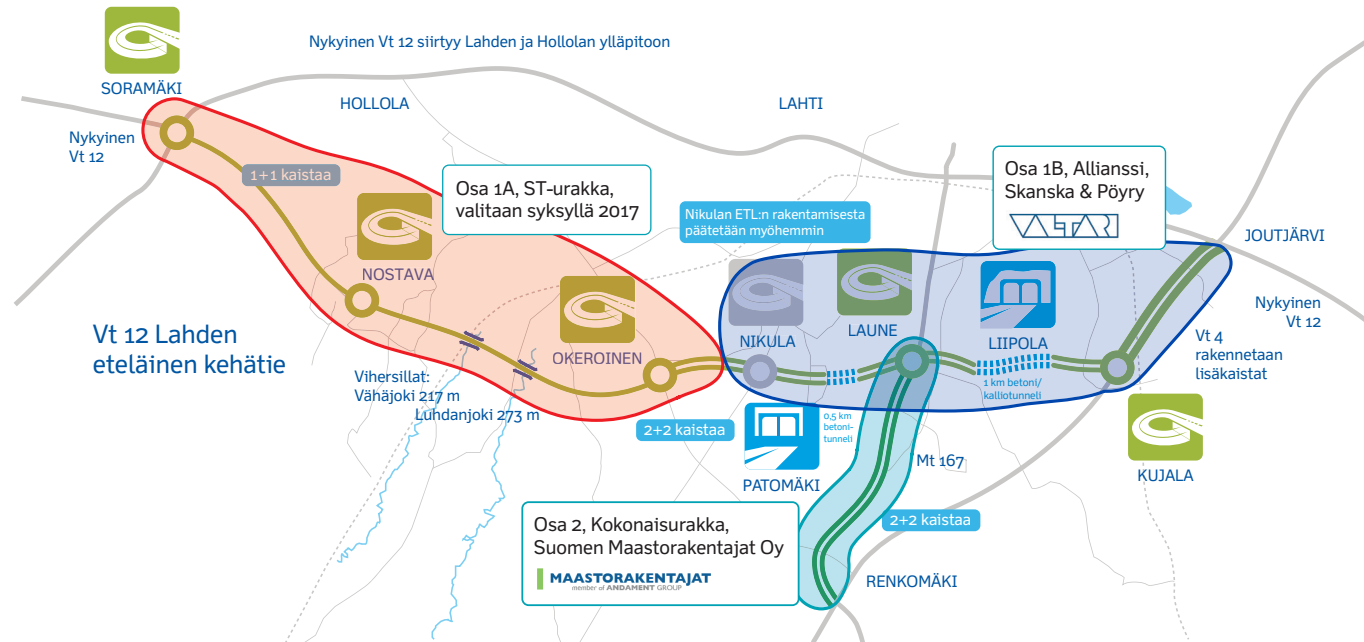 Nykyinen Vt 12 siirtyy Lahden ja Hollolan ylläpitoon
SORAMÄKI
HOLLOLA
LAHTI
Nykyinen
Vt 12
1+1 kaistaa
Osa 1A, ST-urakka,
valitaan syksyllä 2017
Osa 1B, Allianssi,
Skanska & Pöyry
VALTARI
Nikulan ETL:n rakentamisesta
päätetään myöhemmin
JOUTJÄRVI
NOSTAVA
Nykyinen
Vt 12
Vt 12 Lahden
eteläinen kehätie
OKEROINEN
NIKULA
LAUNE
LIIPOLA
Vt 4
rakennetaan
lisäkaistat
Vihersillat:
Vähäjoki 217 m
Luhdanjoki 273 m
1 km betoni/
kalliotunneli
2+2 kaistaa
0,5 km
betoni-
tunneli
PATOMÄKI
Mt 167
KUJALA
Osa 2, Kokonaisurakka,
Suomen Maastorakentajat Oy
MAASTORAKENTAJAT
member of ANDAMENT GROUP
2+2 kaistaa
RENKOMÄKI